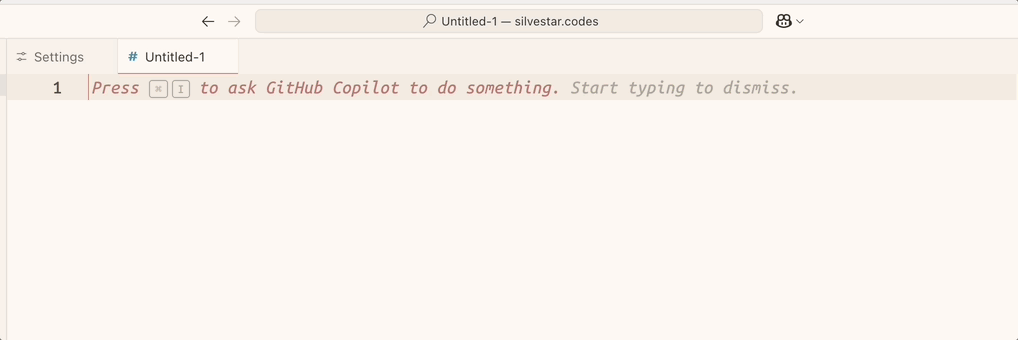 Untitled-1 — silvestar.codes
Settings
# Untitled-1
1 Press ⌘ I to ask GitHub Copilot to do something. Start typing to dismiss.